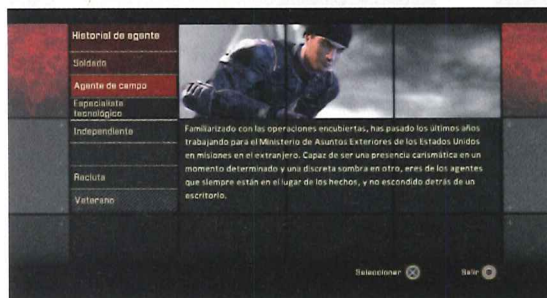 Historial de agente
Soldado
Agente de campo
Especialista
tecnológico
Independiente
Recluta
Veterano
Familiarizado con las operaciones encubiertas, has pasado los últimos años
trabajando para el Ministerio de Asuntos Exteriores de los Estados Unidos
en misiones en el extranjero. Capaz de ser una presencia carismática en un
momento determinado y una discreta sombra en otro, eres de los agentes
que siempre están en el lugar de los hechos, y no escondido detrás de un
escritorio.
Seleccionar
Salir